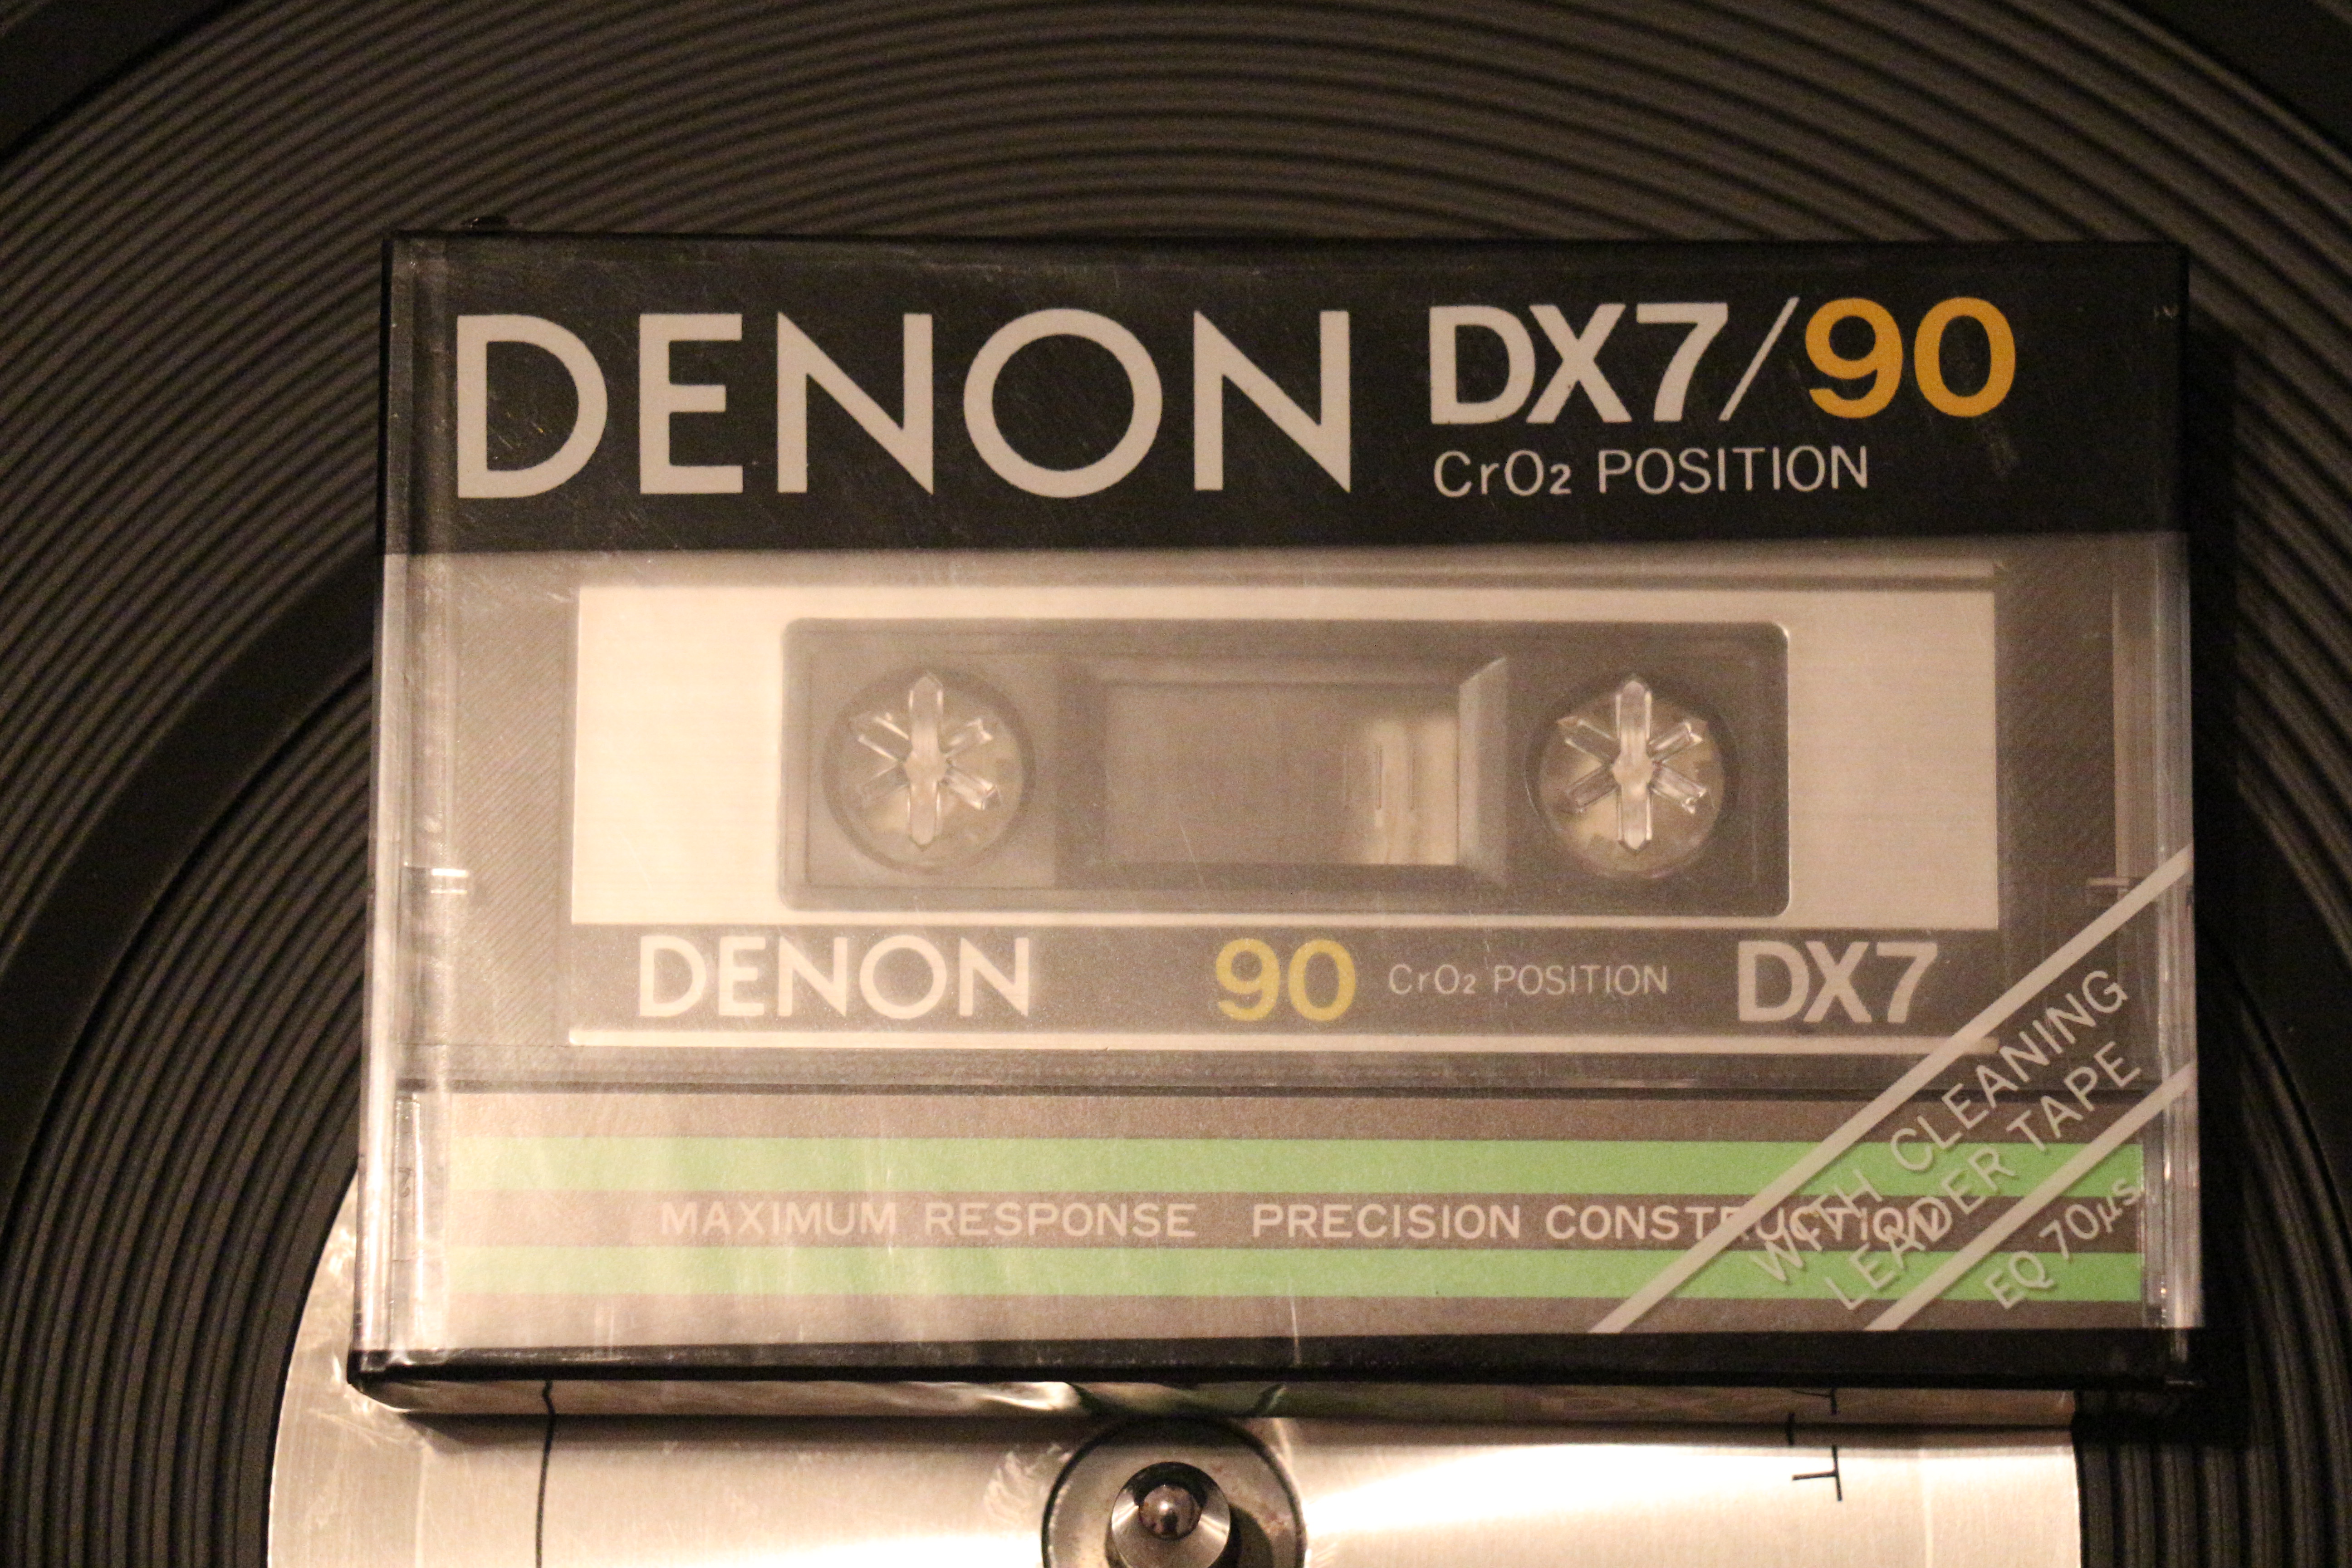 DENON DX7/90
CrO₂ POSITION
DENON 90 CrO₂ POSITION DX7
MAXIMUM RESPONSE PRECISION CONSTRUCTION
WITH CLEANING
LEADER TAPE
EQ 70μs